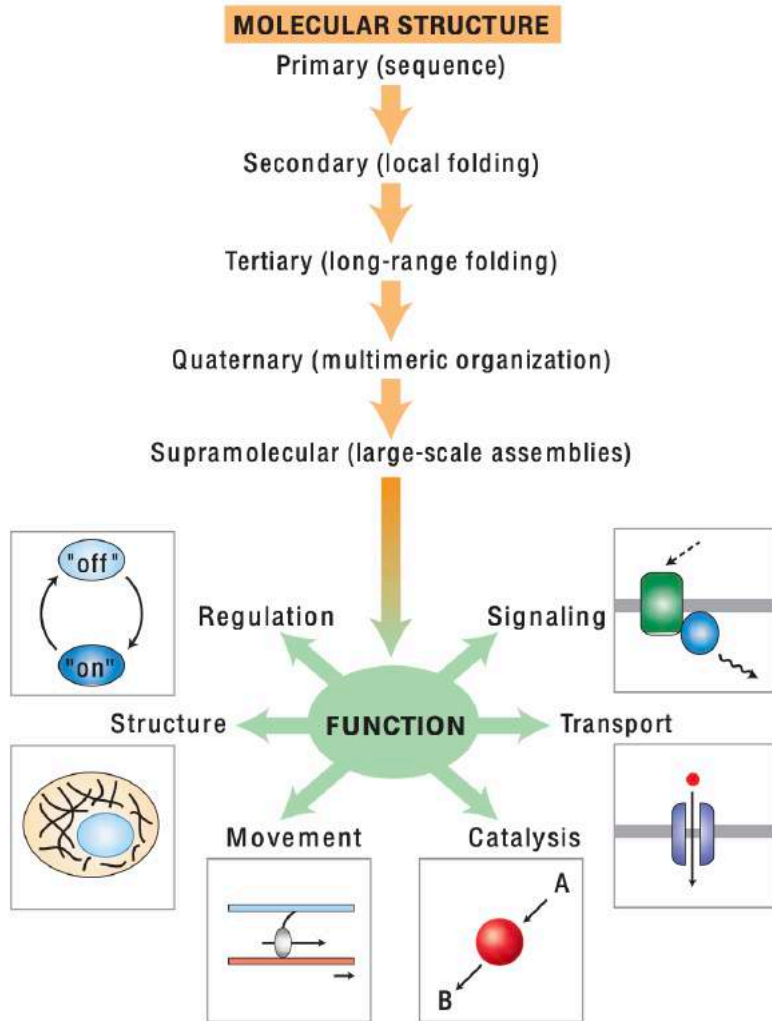 MOLECULAR STRUCTURE
Primary (sequence)
Secondary (local folding)
Tertiary (long-range folding)
Quaternary (multimeric organization)
Supramolecular (large-scale assemblies)
"off"
"on"
Regulation
Signaling
Structure
FUNCTION
Transport
Movement
Catalysis
A
B